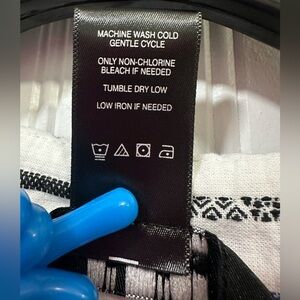 MACHINE WASH COLD
GENTLE CYCLE
ONLY NON-CHLORINE
BLEACH IF NEEDED
TUMBLE DRY LOW
LOW IRON IF NEEDED